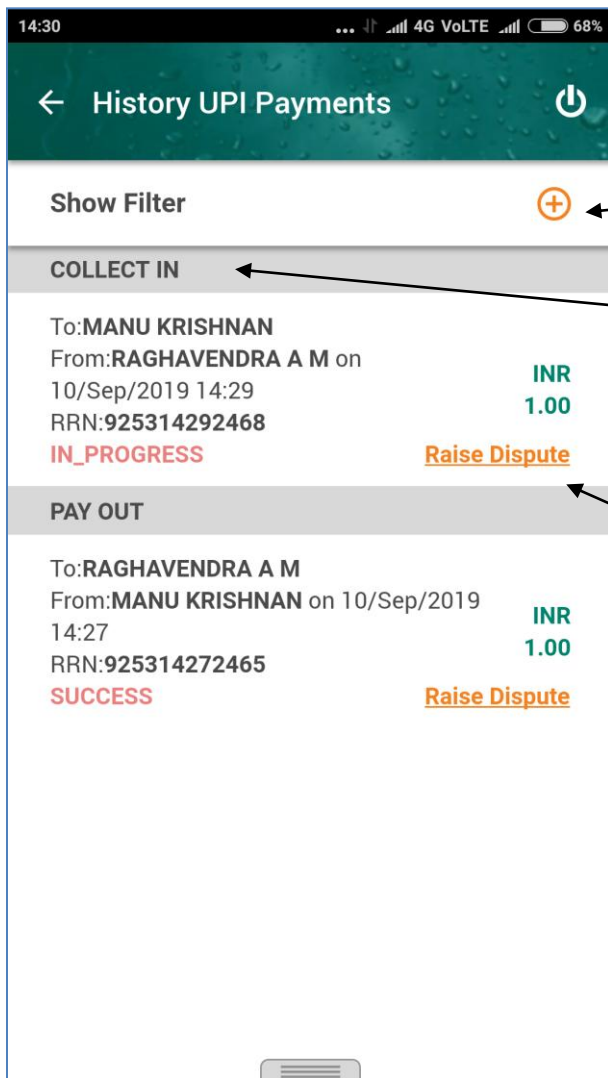 14:30 ... 4G VoLTE 68%
History UPI Payments
Show Filter
COLLECT IN
To:MANU KRISHNAN
From:RAGHAVENDRA A M on
10/Sep/2019 14:29
RRN:925314292468
INR
1.00
IN_PROGRESS Raise Dispute
PAY OUT
To:RAGHAVENDRA A M
From:MANU KRISHNAN on 10/Sep/2019
14:27
RRN:925314272465
INR
1.00
SUCCESS Raise Dispute